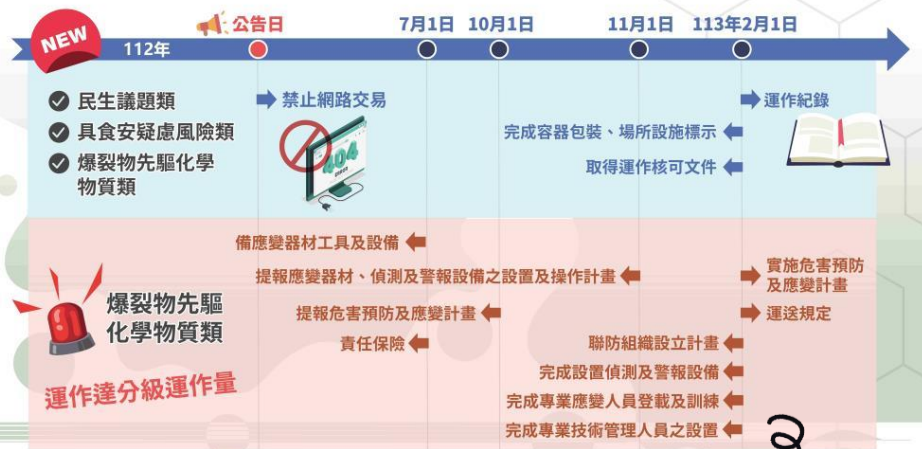 公告日
7月1日
10月1日
11月1日
113年2月1日
NEW
112年
民生議題類
具食安疑慮風險類
爆裂物先驅化學
物質類
禁止網路交易
404
運作紀錄
完成容器包裝、場所設施標示
取得運作核可文件
爆裂物先驅
化學物質類
運作達分級運作量
備應變器材工具及設備
提報應變器材、偵測及警報設備之設置及操作計畫
實施危害預防
及應變計畫
提報危害預防及應變計畫
運送規定
責任保險
聯防組織設立計畫
完成設置偵測及警報設備
完成專業應變人員登載及訓練
完成專業技術管理人員之設置
2